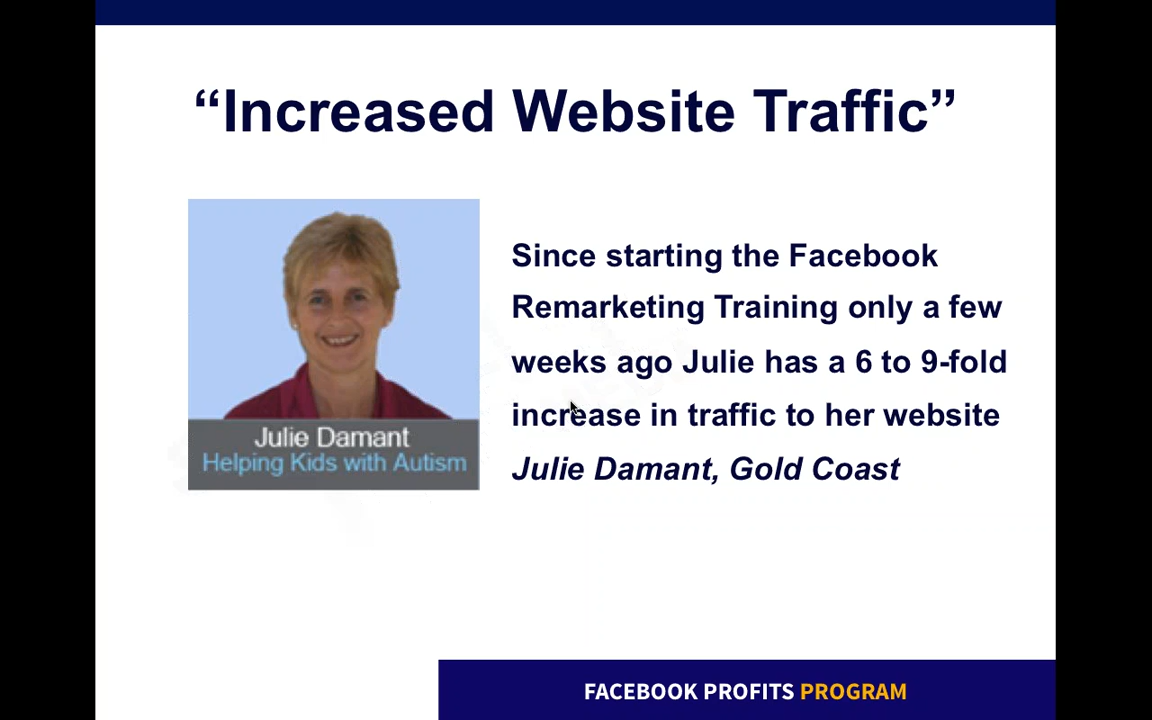 “Increased Website Traffic”
Since starting the Facebook
Remarketing Training only a few
weeks ago Julie has a 6 to 9-fold
increase in traffic to her website
Julie Damant, Gold Coast
Julie Damant
Helping Kids with Autism
FACEBOOK PROFITS PROGRAM